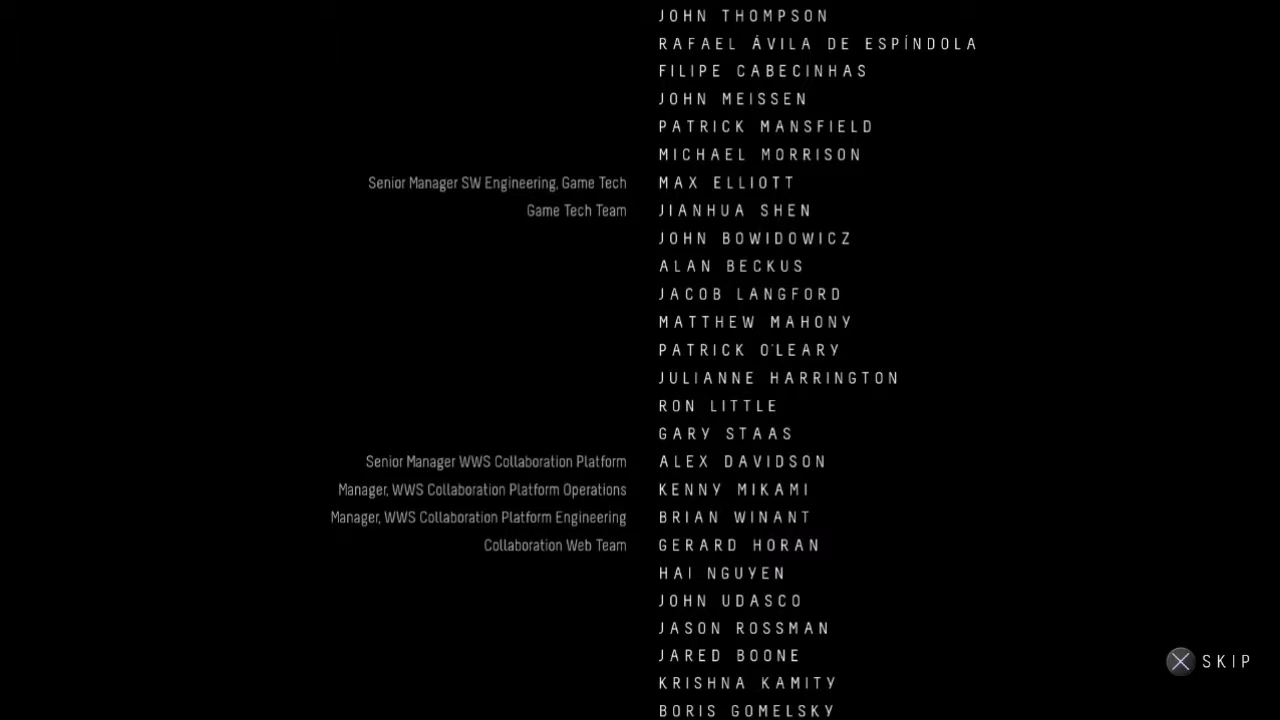 JOHN THOMPSON
RAFAEL ÁVILA DE ESPÍNDOLA
FILIPE CABECINHAS
JOHN MEISSEN
PATRICK MANSFIELD
MICHAEL MORRISON
Senior Manager SW Engineering, Game Tech MAX ELLIOTT
Game Tech Team JIANHUA SHEN
JOHN BOWIDOWICZ
ALAN BECKUS
JACOB LANGFORD
MATTHEW MAHONY
PATRICK O'LEARY
JULIANNE HARRINGTON
RON LITTLE
GARY STAAS
Senior Manager WWS Collaboration Platform ALEX DAVIDSON
Manager, WWS Collaboration Platform Operations KENNY MIKAMI
Manager, WWS Collaboration Platform Engineering BRIAN WINANT
Collaboration Web Team GERARD HORAN
HAI NGUYEN
JOHN UDASCO
JASON ROSSMAN
JARED BOONE
SKIP
KRISHNA KAMITY
BORIS GOMELSKY